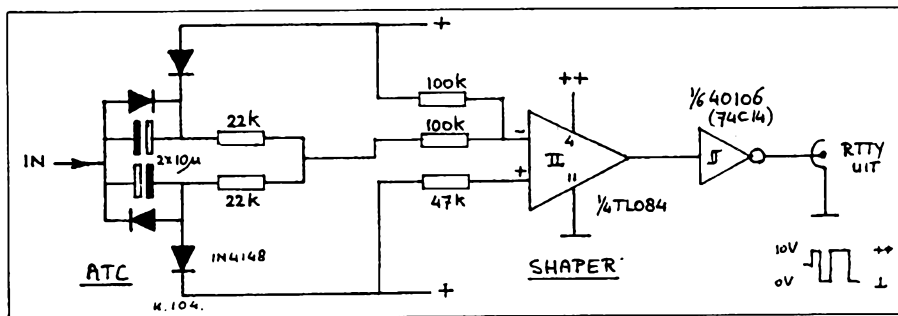 +
++
100k
1/6 40106
(74C14)
22k
100k
-
4
IN
2x10µ
II
RTTY
UIT
22k
+
11
47k
1/4TL084
1N4148
10V
++
ATC
SHAPER
0V
⊥
K.104.
+